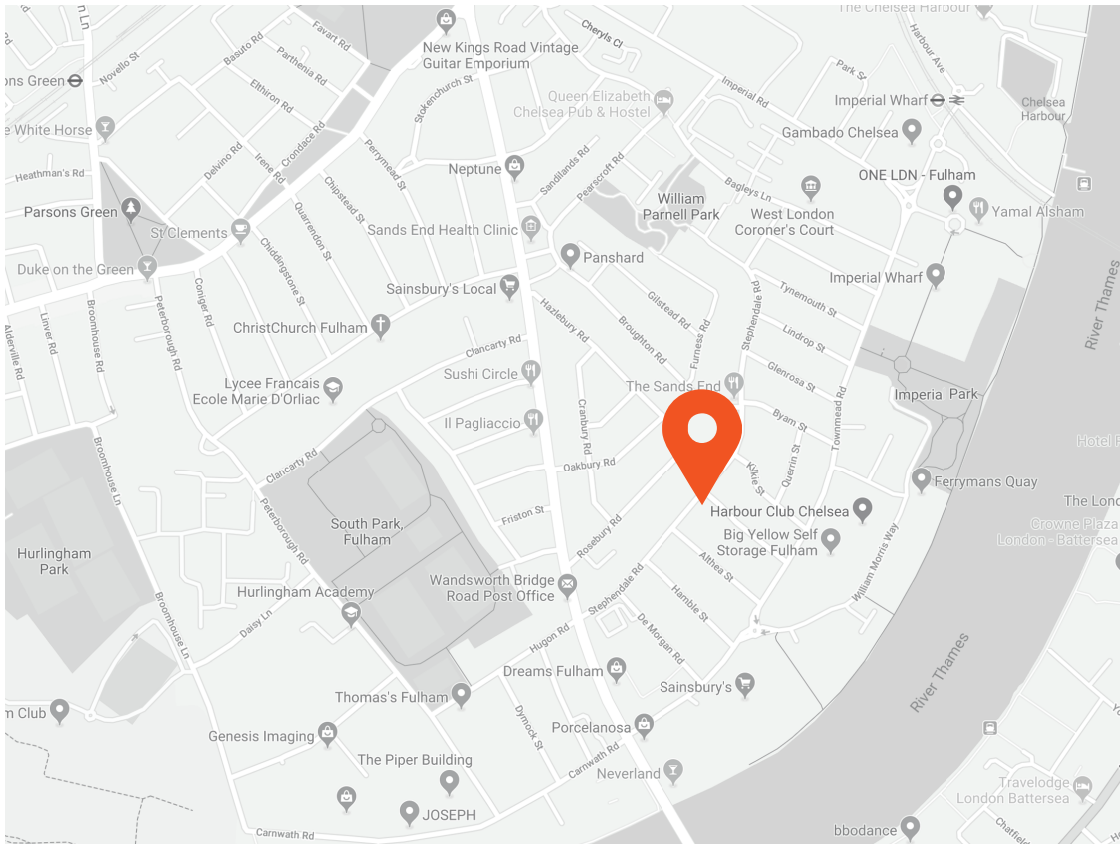 The Chelsea Harbour
Favart Rd
Cheryls Ct
Harbour Ave
n Ln
New Kings Road Vintage
Guitar Emporium
Basuto Rd
Parthenia Rd
Novello St
ons Green
Elthiron Rd
Stokenchurch St
Imperial Rd
Park St
Queen Elizabeth
Chelsea Pub & Hostel
Imperial Wharf
Chelsea
Harbour
e White Horse
Gambado Chelsea
Crondace Rd
Delvino Rd
Irene Rd
Perrymead St
Neptune
Sandilands Rd
Pearscroft Rd
Heathman's Rd
ONE LDN - Fulham
Chipstead St
Bagleys Ln
William
Parnell Park
West London
Coroner's Court
Yamal Alsham
Parsons Green
St Clements
Quarrendon St
Sands End Health Clinic
Chiddingstone St
Panshard
Duke on the Green
Imperial Wharf
Sainsbury's Local
Coniger Rd
Peterborough Rd
Broomhouse Rd
Linver Rd
Alderville Rd
ChristChurch Fulham
Hazlebury Rd
Gilstead Rd
Broughton Rd
Furness Rd
Stephendale Rd
Tynemouth St
Lindrop St
River Thames
Clancarty Rd
Sushi Circle
Glenrosa St
The Sands End
Lycee Francais
Ecole Marie D'Orliac
Imperia Park
Il Pagliaccio
Cranbury Rd
Byam St
Townmead Rd
Hotel R
Broomhouse Ln
Clancarty Rd
Oakbury Rd
Kilkie St
Querrin St
Ferrymans Quay
Peterborough Rd
Friston St
Harbour Club Chelsea
The Lond
South Park,
Fulham
Rosebury Rd
Big Yellow Self
Storage Fulham
Crowne Plaza
London - Battersea
Hurlingham
Park
William Morris Way
Althea St
Wandsworth Bridge
Road Post Office
Stephendale Rd
Hamble St
Hurlingham Academy
Broomhouse Ln
Daisy Ln
Hugon Rd
De Morgan Rd
River Thames
Dreams Fulham
Sainsbury's
Thomas's Fulham
m Club
Dymock St
Porcelanosa
Genesis Imaging
Carnwath Rd
The Piper Building
Neverland
Travelodge
London Battersea
JOSEPH
Carnwath Rd
bbodance
Chatfiel